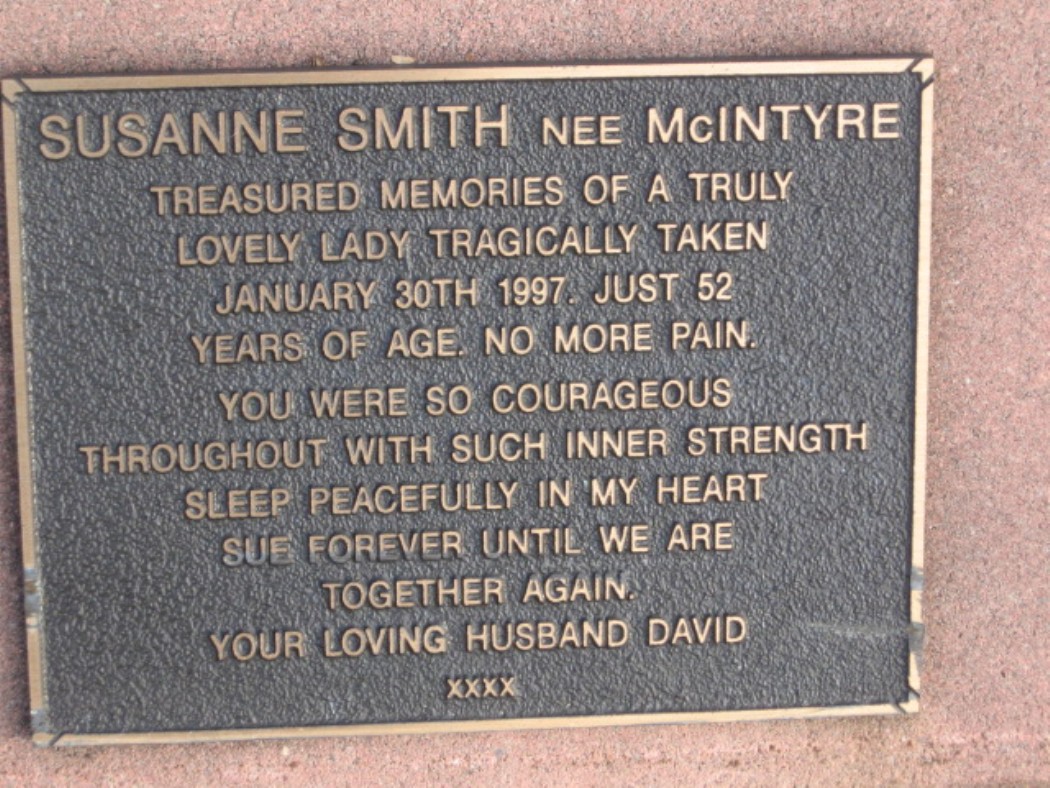 SUSANNE SMITH NEE McINTYRE
TREASURED MEMORIES OF A TRULY
LOVELY LADY TRAGICALLY TAKEN
JANUARY 30TH 1997. JUST 52
YEARS OF AGE. NO MORE PAIN.
YOU WERE SO COURAGEOUS
THROUGHOUT WITH SUCH INNER STRENGTH
SLEEP PEACEFULLY IN MY HEART
SUE FOREVER UNTIL WE ARE
TOGETHER AGAIN.
YOUR LOVING HUSBAND DAVID
XXXX